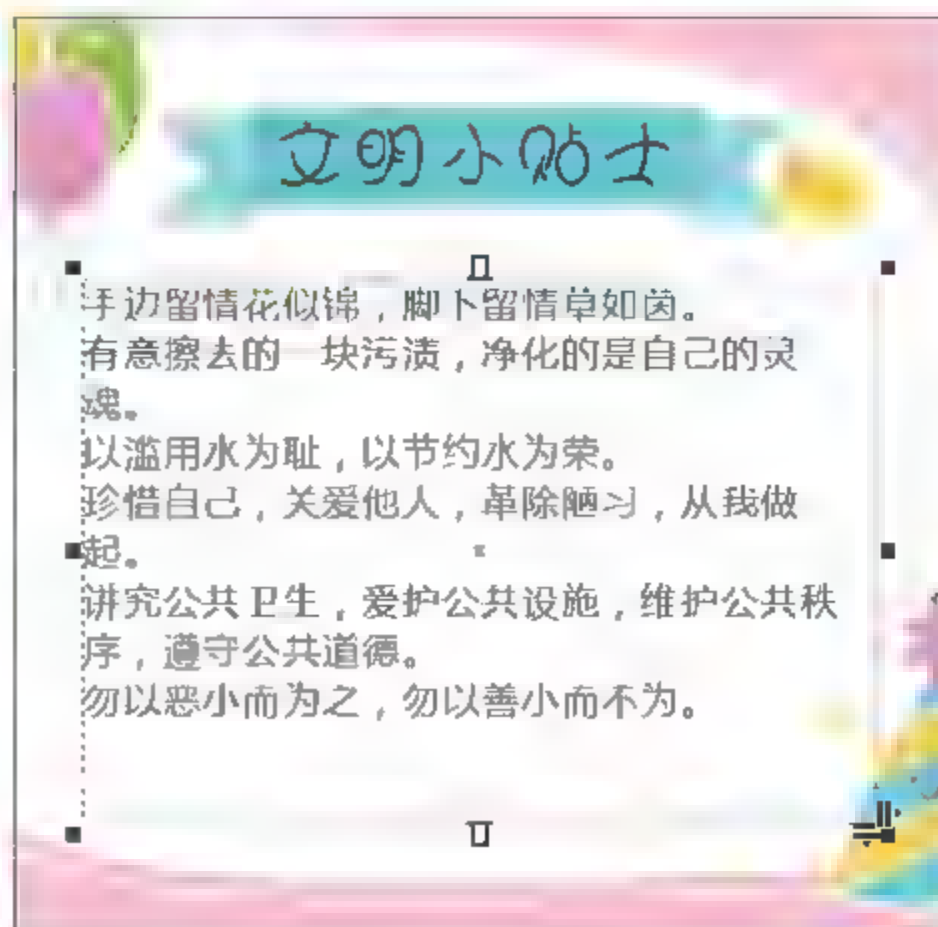 文明小贴士
手边留情花似锦，脚下留情草如茵。
有意擦去的一块污渍，净化的是自己的灵
魂。
以滥用水为耻，以节约水为荣。
珍惜自己，关爱他人，革除陋习，从我做
起。
讲究公共卫生，爱护公共设施，维护公共秩
序，遵守公共道德。
勿以恶小而为之，勿以善小而不为。